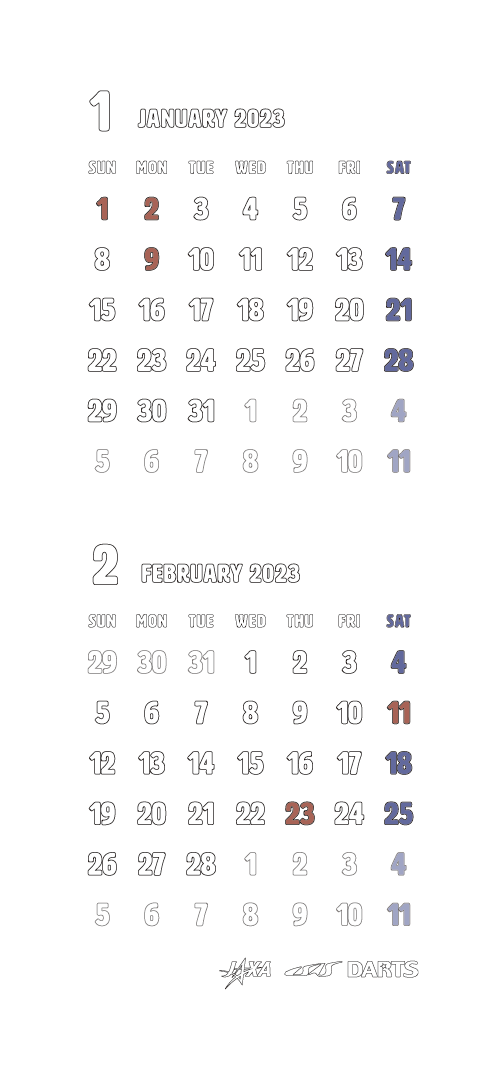 1 JANUARY 2023
SUN MON TUE WED THU FRI SAT
1 2 3 4 5 6 7
8 9 10 11 12 13 14
15 16 17 18 19 20 21
22 23 24 25 26 27 28
29 30 31 1 2 3 4
5 6 7 8 9 10 11
2 FEBRUARY 2023
SUN MON TUE WED THU FRI SAT
29 30 31 1 2 3 4
5 6 7 8 9 10 11
12 13 14 15 16 17 18
19 20 21 22 23 24 25
26 27 28 1 2 3 4
5 6 7 8 9 10 11
JAXA DARTS